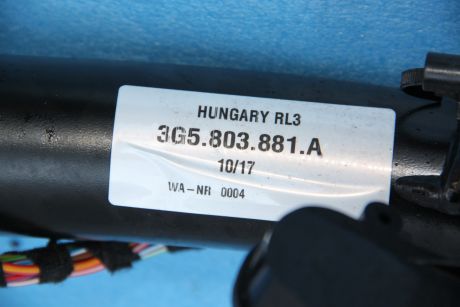 HUNGARY RL3
3G5.803.881.A
10/17
WA-NR 0004